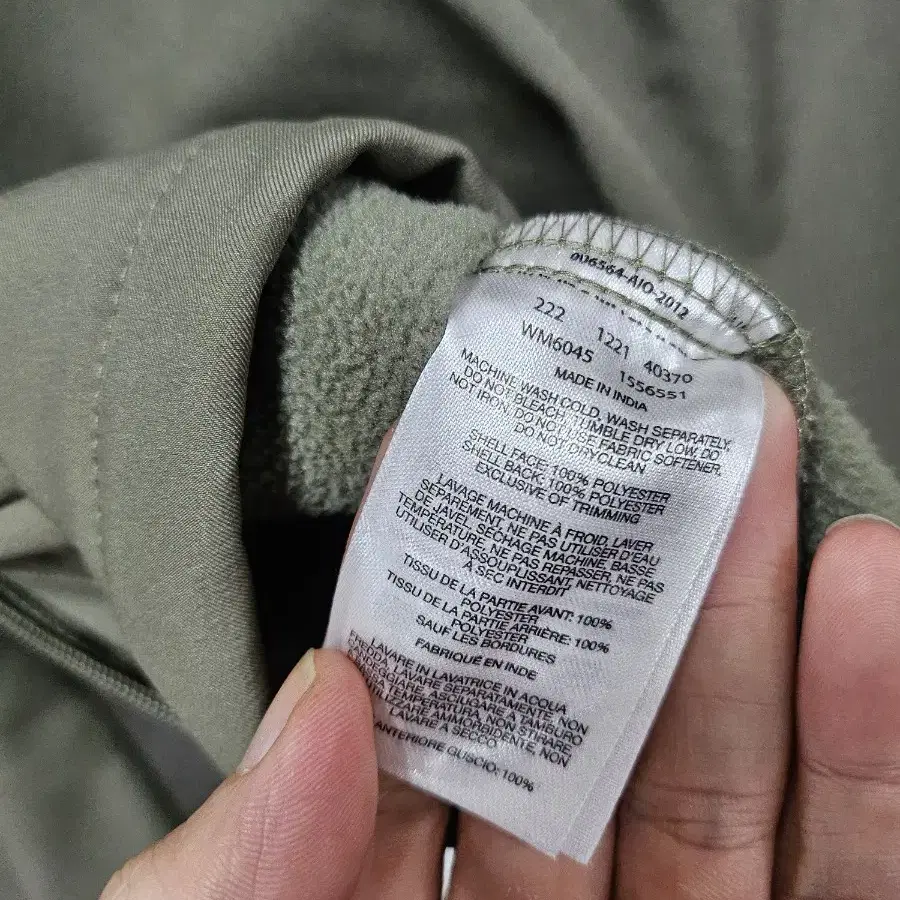 006564-AIO-2012
222 1221 40370
WM6045 1556551
MADE IN INDIA
MACHINE WASH COLD, WASH SEPARATELY,
DO NOT BLEACH, TUMBLE DRY LOW, DO
NOT IRON, DO NOT USE FABRIC SOFTENER,
DO NOT DRYCLEAN
SHELL FACE: 100% POLYESTER
SHELL BACK: 100% POLYESTER
EXCLUSIVE OF TRIMMING
LAVAGE MACHINE À FROID, LAVER
SÉPAREMENT, NE PAS UTILISER D'EAU
DE JAVEL, SÉCHAGE MACHINE BASSE
TEMPÉRATURE, NE PAS REPASSER, NE PAS
UTILISER D'ASSOUPLISSANT, NETTOYAGE
A SEC INTERDIT
TISSU DE LA PARTIE AVANT: 100%
POLYESTER
TISSU DE LA PARTIE ARRIÈRE: 100%
POLYESTER
SAUF LES BORDURES
FABRIQUÉ EN INDE
LAVARE IN LAVATRICE IN ACQUA
FREDDA LAVARE SEPARATAMENTE, NON
CANDEGGIARE, ASCIUGARE A TAMBURO
TEMPERATURA, NON STIRARE,
UTILIZZARE AMMORBIDENTE, NON
LAVARE A SECCO
ANTERIORE GUSCIO: 100%